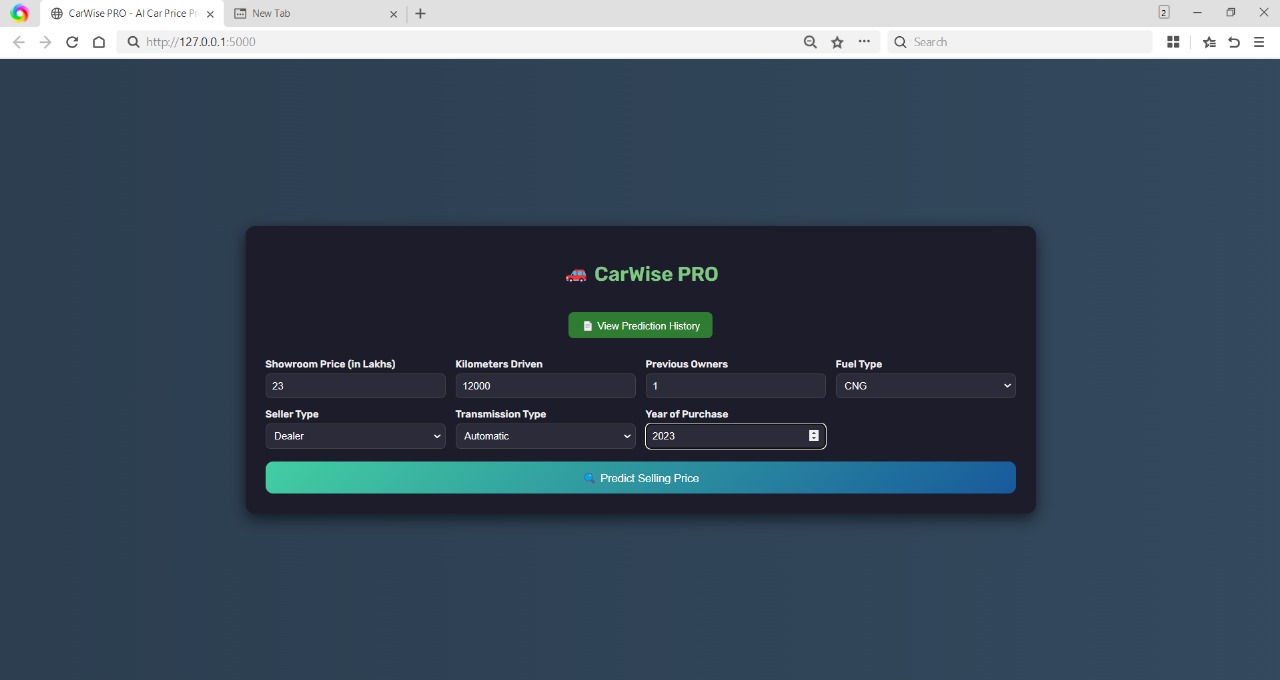 CarWise PRO - AI Car Price Pr
New Tab
2
http://127.0.0.1:5000
Search
CarWise PRO
View Prediction History
Showroom Price (in Lakhs) Kilometers Driven Previous Owners Fuel Type
23 12000 1 CNG
Seller Type Transmission Type Year of Purchase
Dealer Automatic 2023
Predict Selling Price